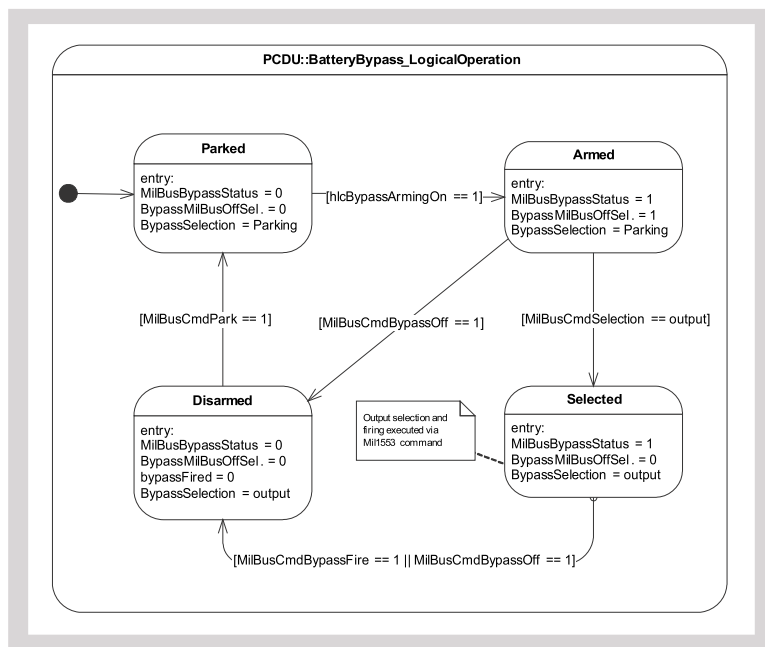 PCDU::BatteryBypass_LogicalOperation
Parked
entry:
MilBusBypassStatus = 0
BypassMilBusOffSel. = 0
BypassSelection = Parking
[hlcBypassArmingOn == 1]
Armed
entry:
MilBusBypassStatus = 1
BypassMilBusOffSel. = 1
BypassSelection = Parking
[MilBusCmdPark == 1]
[MilBusCmdBypassOff == 1]
[MilBusCmdSelection == output]
Disarmed
entry:
MilBusBypassStatus = 0
BypassMilBusOffSel. = 0
bypassFired = 0
BypassSelection = output
Output selection and
firing executed via
Mil1553 command
Selected
entry:
MilBusBypassStatus = 1
BypassMilBusOffSel. = 0
BypassSelection = output
[MilBusCmdBypassFire == 1 || MilBusCmdBypassOff == 1]